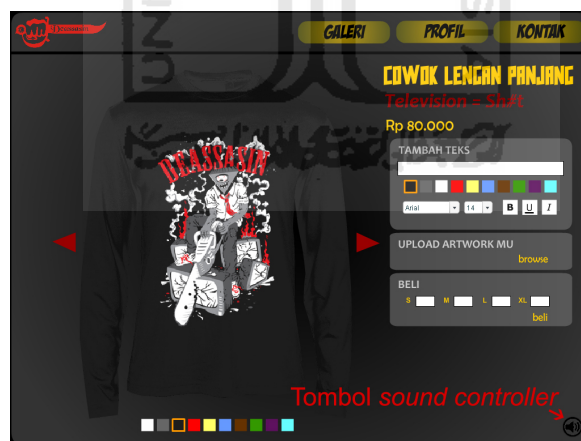 GALERI
PROFIL
KONTAK
COWOK LENGAN PANJANG
Television = Sh#t
Rp 80.000
TAMBAH TEKS
Arial
14
B
U
I
UPLOAD ARTWORK MU
browse
BELI
S
M
L
XL
beli
DEASSASIN
Tombol sound controller